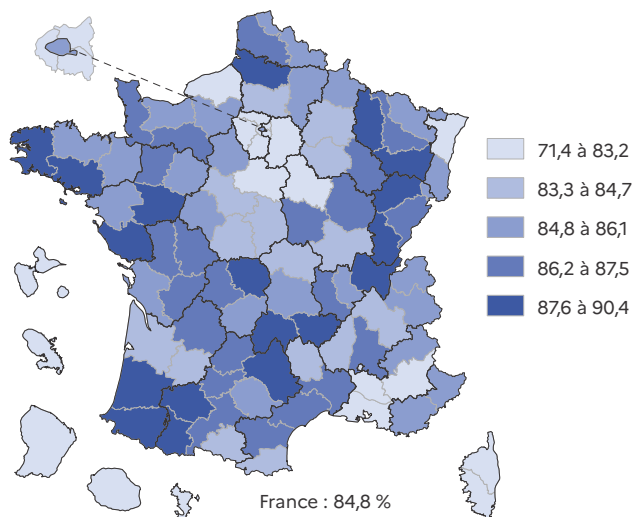 71,4 à 83,2
83,3 à 84,7
84,8 à 86,1
86,2 à 87,5
87,6 à 90,4
France : 84,8 %